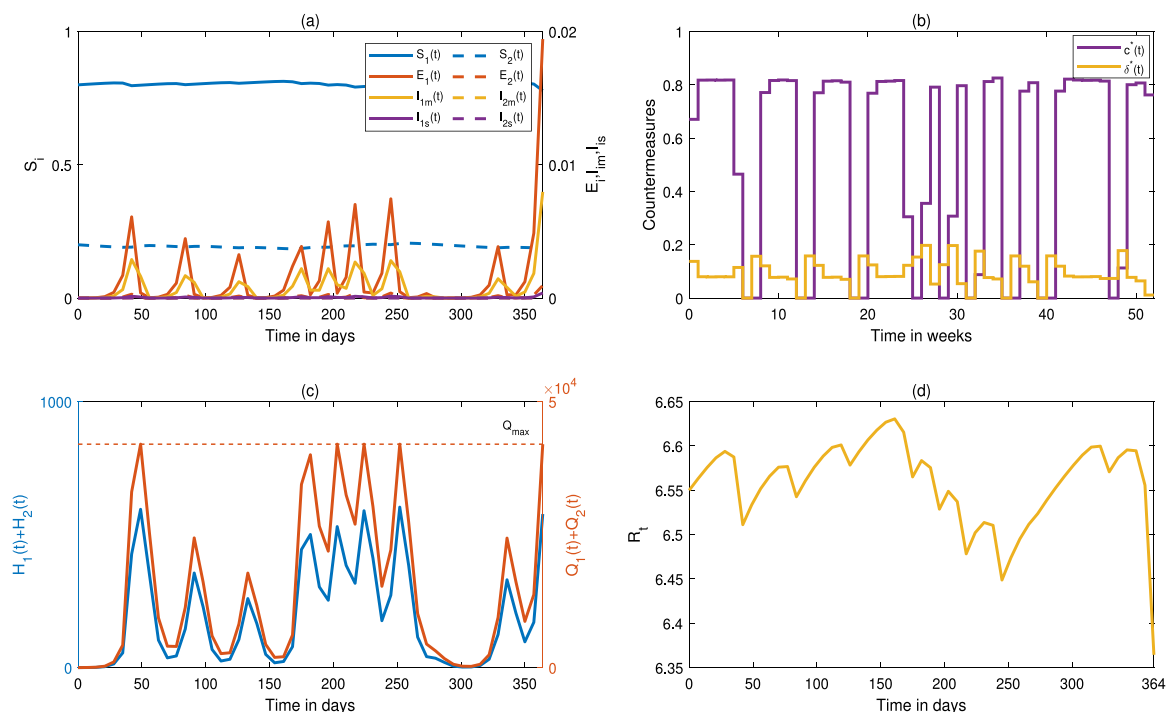 (a)
1
0.5
0
S_i
0.02
0.01
0
E_i,I_im,I_is
S_1(t) S_2(t)
E_1(t) E_2(t)
I_1m(t) I_2m(t)
I_1s(t) I_2s(t)
0 50 100 150 200 250 300 350
Time in days
(b)
1
0.8
0.6
0.4
0.2
0
Countermeasures
c^*(t)
δ^*(t)
0 10 20 30 40 50
Time in weeks
(c)
×10^4
1000
0
H_1(t)+H_2(t)
Q_max
5
0
Q_1(t)+Q_2(t)
0 50 100 150 200 250 300 350
Time in days
(d)
6.65
6.6
6.55
6.5
6.45
6.4
6.35
R_t
0 50 100 150 200 250 300 364
Time in days